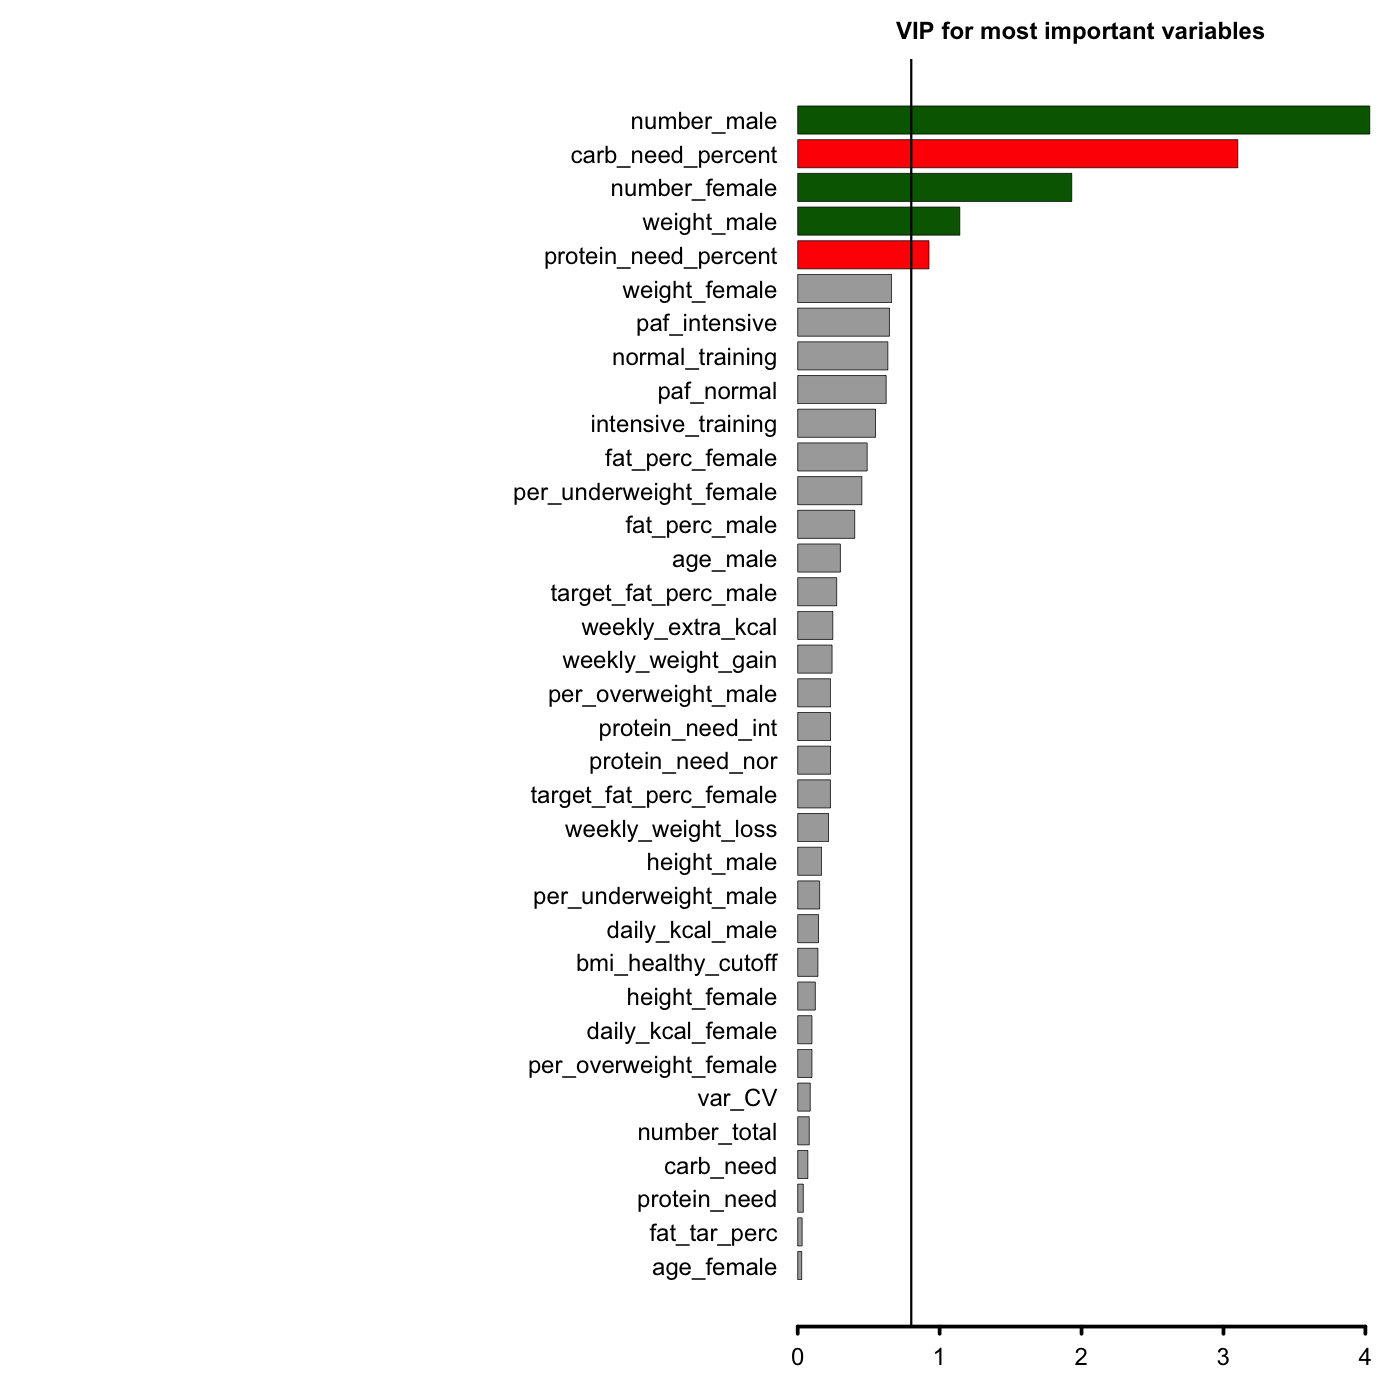 VIP for most important variables
number_male
carb_need_percent
number_female
weight_male
protein_need_percent
weight_female
paf_intensive
normal_training
paf_normal
intensive_training
fat_perc_female
per_underweight_female
fat_perc_male
age_male
target_fat_perc_male
weekly_extra_kcal
weekly_weight_gain
per_overweight_male
protein_need_int
protein_need_nor
target_fat_perc_female
weekly_weight_loss
height_male
per_underweight_male
daily_kcal_male
bmi_healthy_cutoff
height_female
daily_kcal_female
per_overweight_female
var_CV
number_total
carb_need
protein_need
fat_tar_perc
age_female
0 1 2 3 4